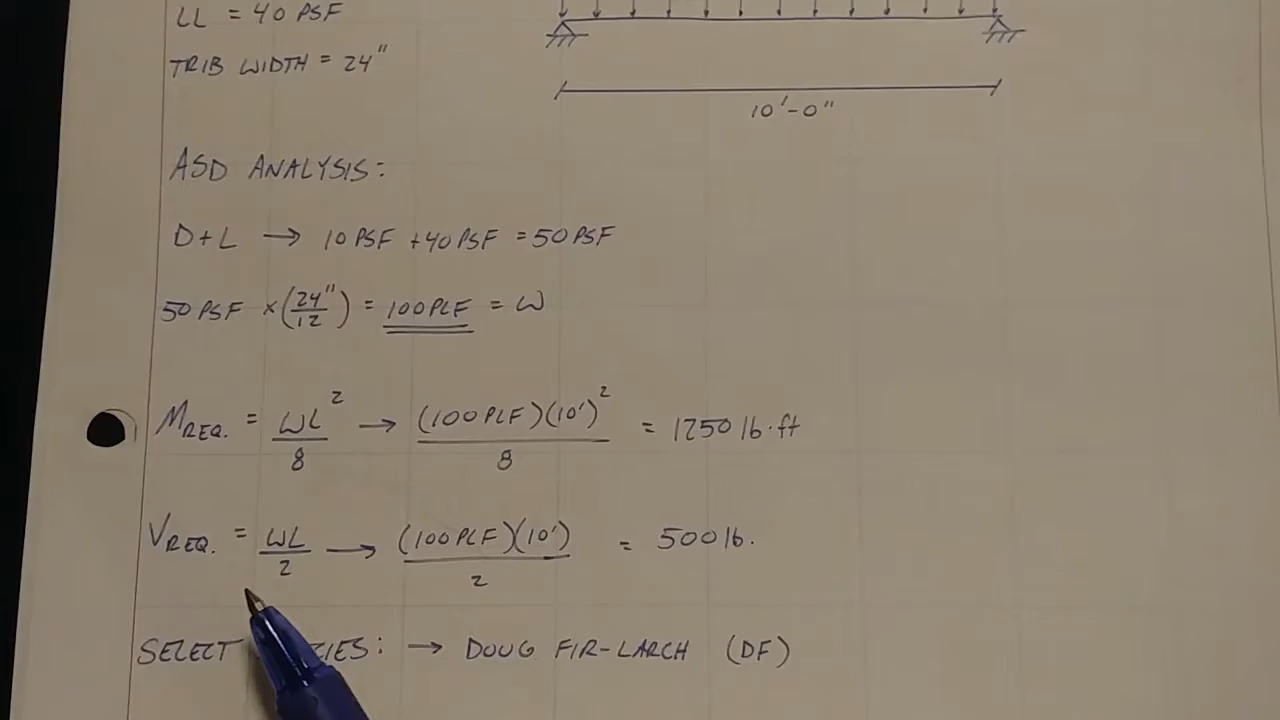 LL = 40 PSF
TRIB WIDTH = 24"
10'-0"
ASD ANALYSIS:
D+L → 10 PSF + 40 PSF = 50 PSF
50 PSF × (24"/12) = 100 PLF = W
M REQ. = WL²/8 → (100 PLF)(10')²/8 = 1250 lb·ft
V REQ. = WL/2 → (100 PLF)(10')/2 = 500 lb.
SELECT → DOUG FIR-LARCH (DF)